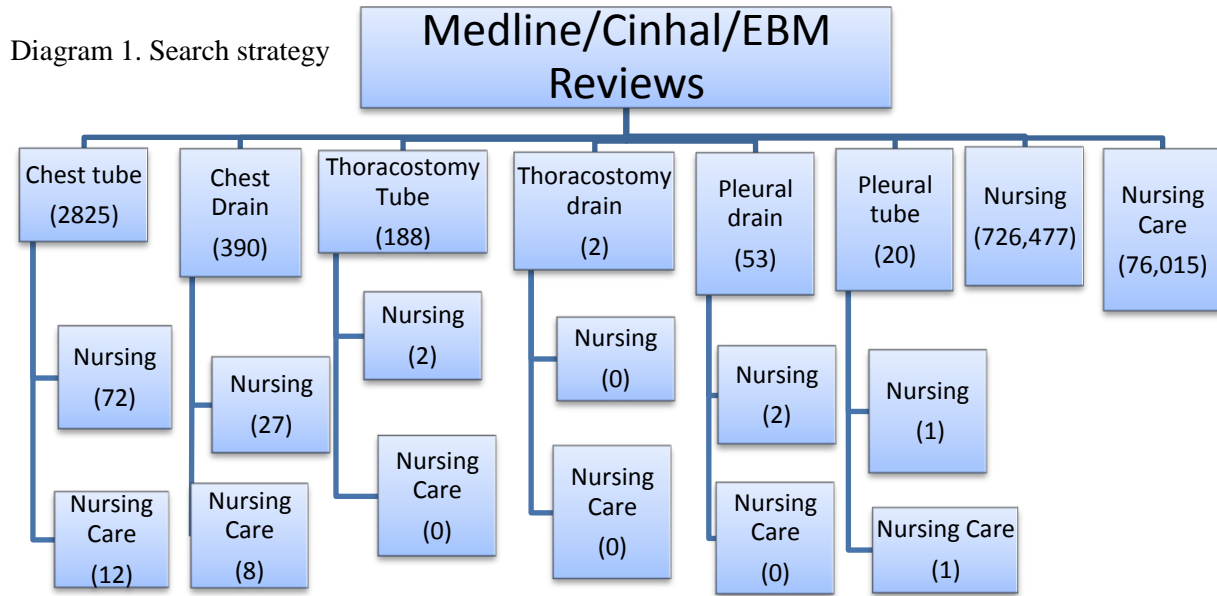 Diagram 1. Search strategy
Medline/Cinhal/EBM
Reviews
Chest tube
(2825)
Nursing
(72)
Nursing
Care
(12)
Chest
Drain
(390)
Nursing
(27)
Nursing
Care
(8)
Thoracostomy
Tube
(188)
Nursing
(2)
Nursing
Care
(0)
Thoracostomy
drain
(2)
Nursing
(0)
Nursing
Care
(0)
Pleural
drain
(53)
Nursing
(2)
Nursing
Care
(0)
Pleural
tube
(20)
Nursing
(1)
Nursing Care
(1)
Nursing
(726,477)
Nursing
Care
(76,015)